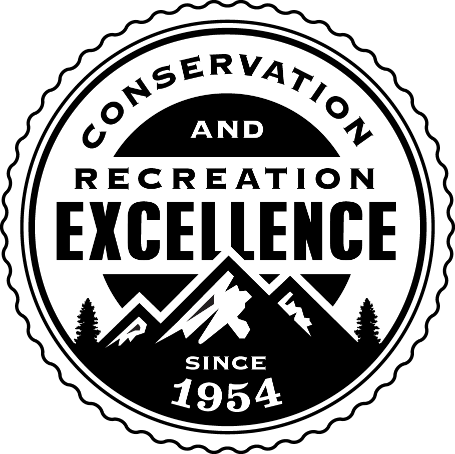 CONSERVATION
AND
RECREATION
EXCELLENCE
SINCE
1954